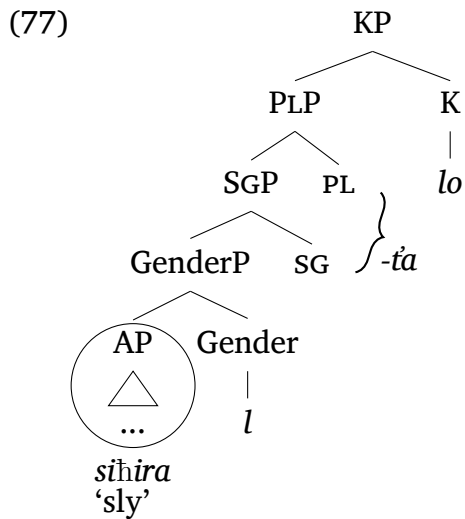 (77) KP
PLP K
SGP PL lo
GenderP SG -t’a
AP Gender
... l
siħira
‘sly’